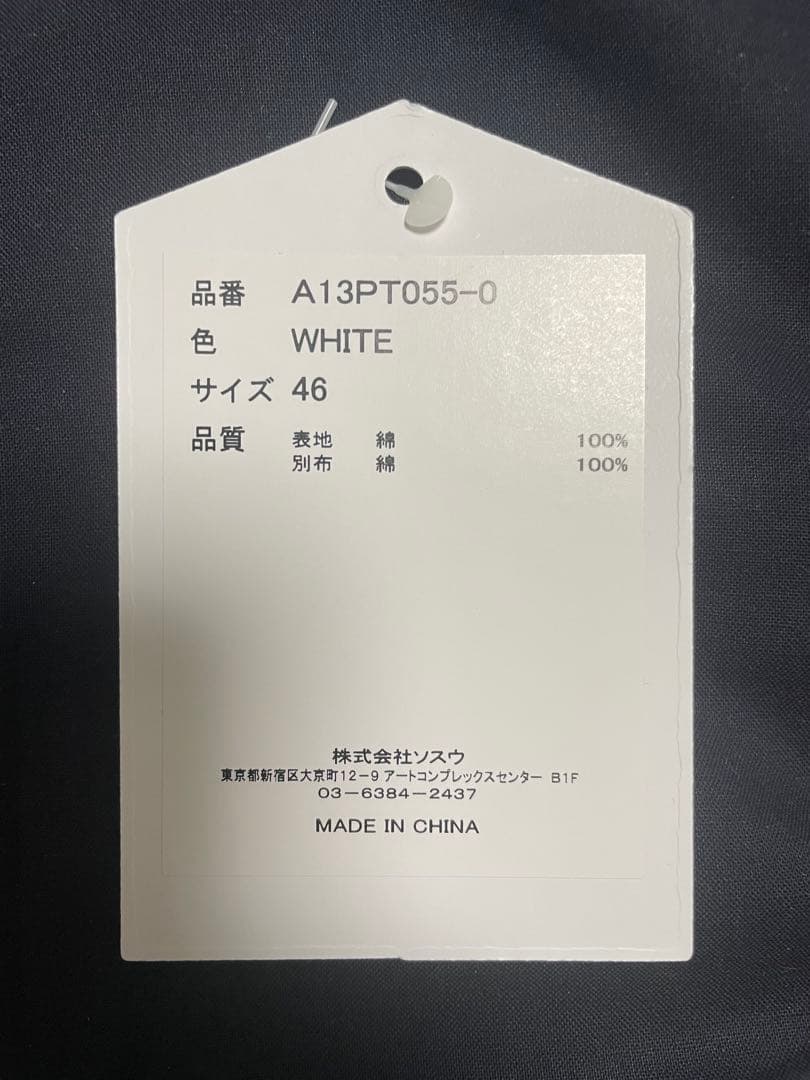 品番 A13PT055-0
色 WHITE
サイズ 46
品質 表地 綿 100%
別布 綿 100%
株式会社ソスウ
東京都新宿区大京町12-9 アートコンプレックスセンター B1F
03-6384-2437
MADE IN CHINA